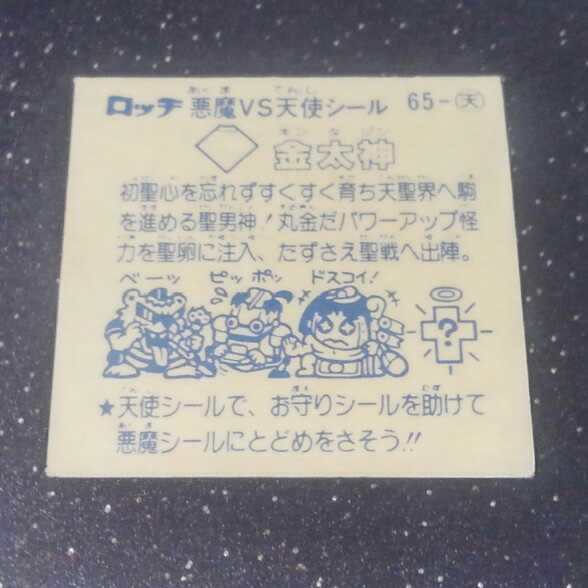 ロッチ 悪魔VS天使シール 65-天
金太神
初聖心を忘れずすくすく育ち天聖界へ駒
を進める聖男神!丸金だパワーアップ怪
力を聖卵に注入、たずさえ聖戦へ出陣。
ベーッ ピッポッ ドスコイ!
?
★天使シールで、お守りシールを助けて
悪魔シールにとどめをさそう!!